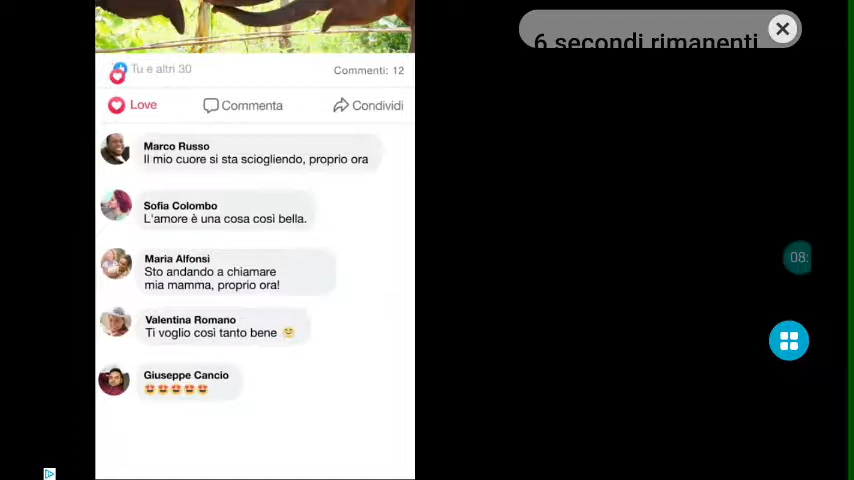 6 secondi rimanenti
Tu e altri 30
Commenti: 12
Love
Commenta
Condividi
Marco Russo
Il mio cuore si sta sciogliendo, proprio ora
Sofia Colombo
L'amore è una cosa così bella.
Maria Alfonsi
Sto andando a chiamare
mia mamma, proprio ora!
Valentina Romano
Ti voglio così tanto bene 🤗
Giuseppe Cancio
😍😍😍😍😍
08: